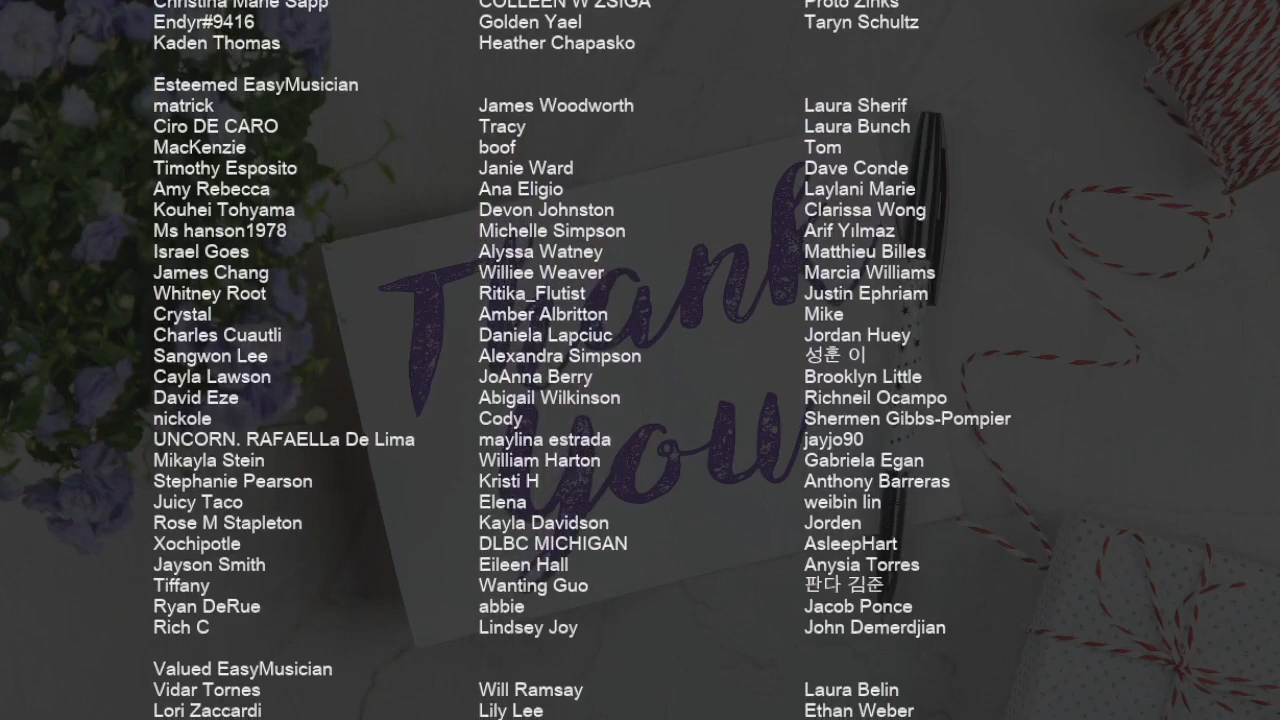 Christina Marie Sapp COLLEEN W ZSIGA Proto Zinks
Endyr#9416 Golden Yael Taryn Schultz
Kaden Thomas Heather Chapasko
Esteemed EasyMusician
matrick James Woodworth Laura Sherif
Ciro DE CARO Tracy Laura Bunch
MacKenzie boof Tom
Timothy Esposito Janie Ward Dave Conde
Amy Rebecca Ana Eligio Laylani Marie
Kouhei Tohyama Devon Johnston Clarissa Wong
Ms hanson1978 Michelle Simpson Arif Yılmaz
Israel Goes Alyssa Watney Matthieu Billes
James Chang Williee Weaver Marcia Williams
Whitney Root Ritika_Flutist Justin Ephriam
Crystal Amber Albritton Mike
Charles Cuautli Daniela Lapciuc Jordan Huey
Sangwon Lee Alexandra Simpson 성훈 이
Cayla Lawson JoAnna Berry Brooklyn Little
David Eze Abigail Wilkinson Richneil Ocampo
nickole Cody Shermen Gibbs-Pompier
UNCORN. RAFAELLa De Lima maylina estrada jayjo90
Mikayla Stein William Harton Gabriela Egan
Stephanie Pearson Kristi H Anthony Barreras
Juicy Taco Elena weibin lin
Rose M Stapleton Kayla Davidson Jorden
Xochipotle DLBC MICHIGAN AsleepHart
Jayson Smith Eileen Hall Anysia Torres
Tiffany Wanting Guo 판다 김준
Ryan DeRue abbie Jacob Ponce
Rich C Lindsey Joy John Demerdjian
Valued EasyMusician
Vidar Tornes Will Ramsay Laura Belin
Lori Zaccardi Lily Lee Ethan Weber
Thank
you